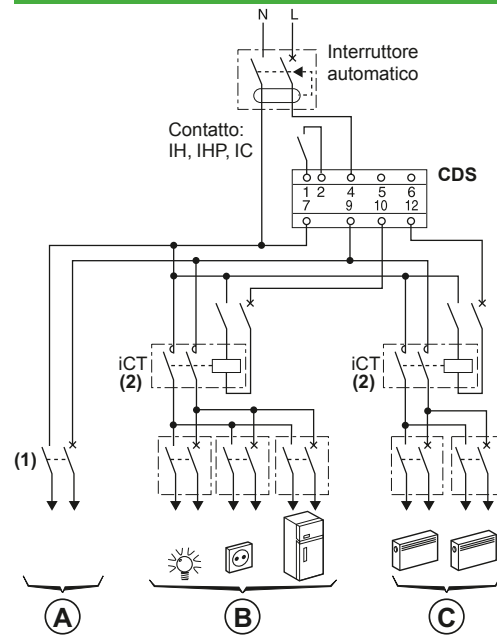 N L
Interruttore
automatico
Contatto:
IH, IHP, IC
CDS
1 2 4 5 6
7 9 10 12
iCT
(2)
iCT
(2)
(1)
A B C